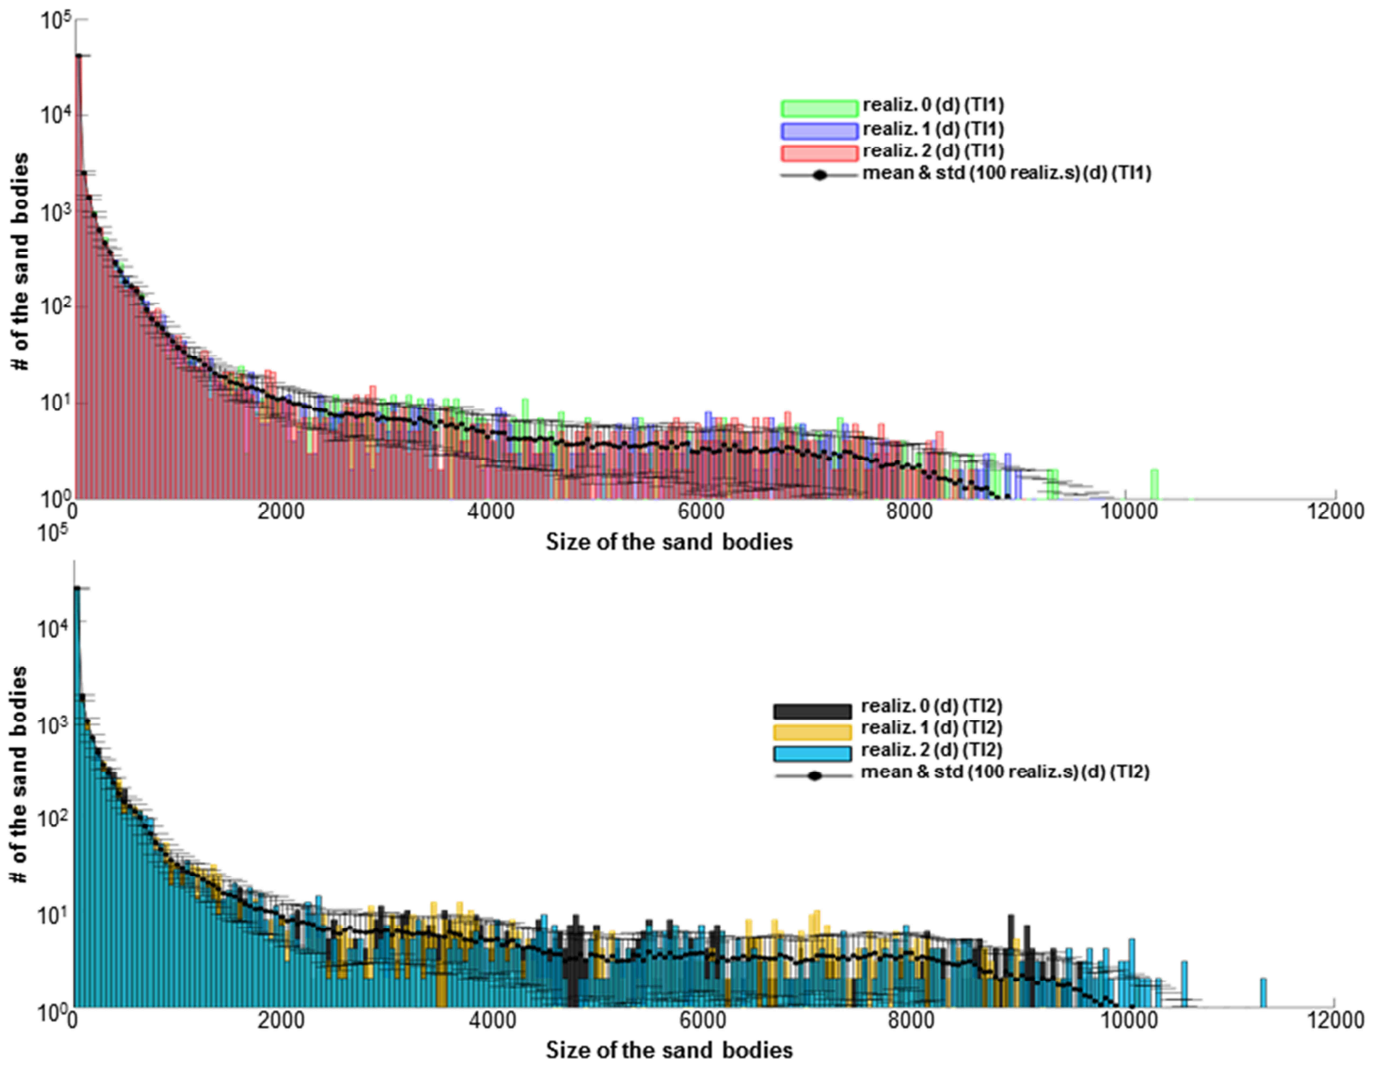 10^5
10^4
10^3
10^2
10^1
10^0
# of the sand bodies
realiz. 0 (d) (TI1)
realiz. 1 (d) (TI1)
realiz. 2 (d) (TI1)
mean & std (100 realiz.s) (d) (TI1)
0 2000 4000 6000 8000 10000 12000
Size of the sand bodies
10^5
10^4
10^3
10^2
10^1
10^0
# of the sand bodies
realiz. 0 (d) (TI2)
realiz. 1 (d) (TI2)
realiz. 2 (d) (TI2)
mean & std (100 realiz.s) (d) (TI2)
0 2000 4000 6000 8000 10000 12000
Size of the sand bodies